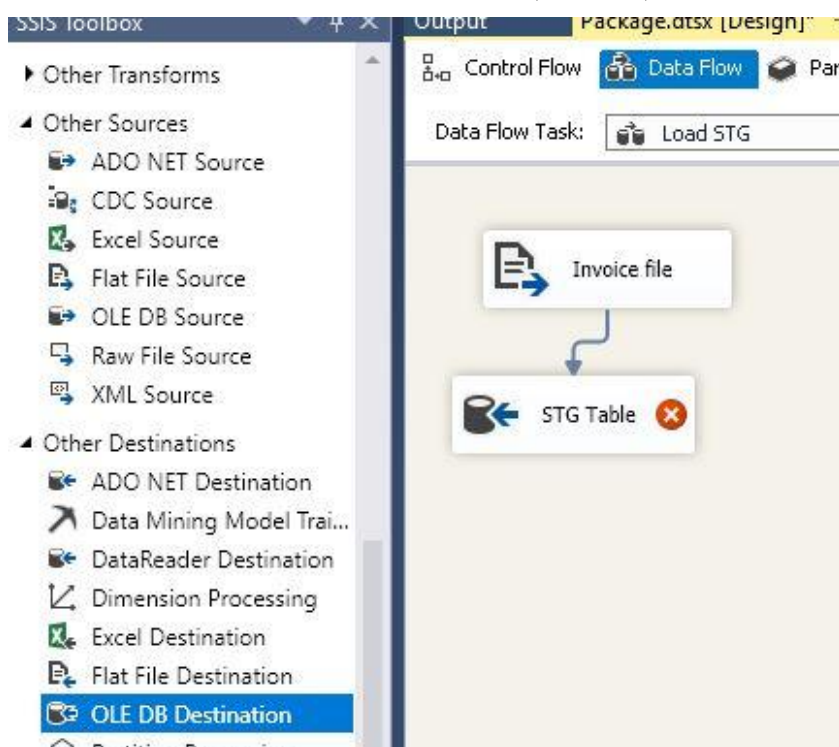 SSIS Toolbox
Other Transforms
Other Sources
ADO NET Source
CDC Source
Excel Source
Flat File Source
OLE DB Source
Raw File Source
XML Source
Other Destinations
ADO NET Destination
Data Mining Model Trai...
DataReader Destination
Dimension Processing
Excel Destination
Flat File Destination
OLE DB Destination
Output Package.dtsx [Design]*
Control Flow Data Flow Par
Data Flow Task: Load STG
Invoice file
STG Table